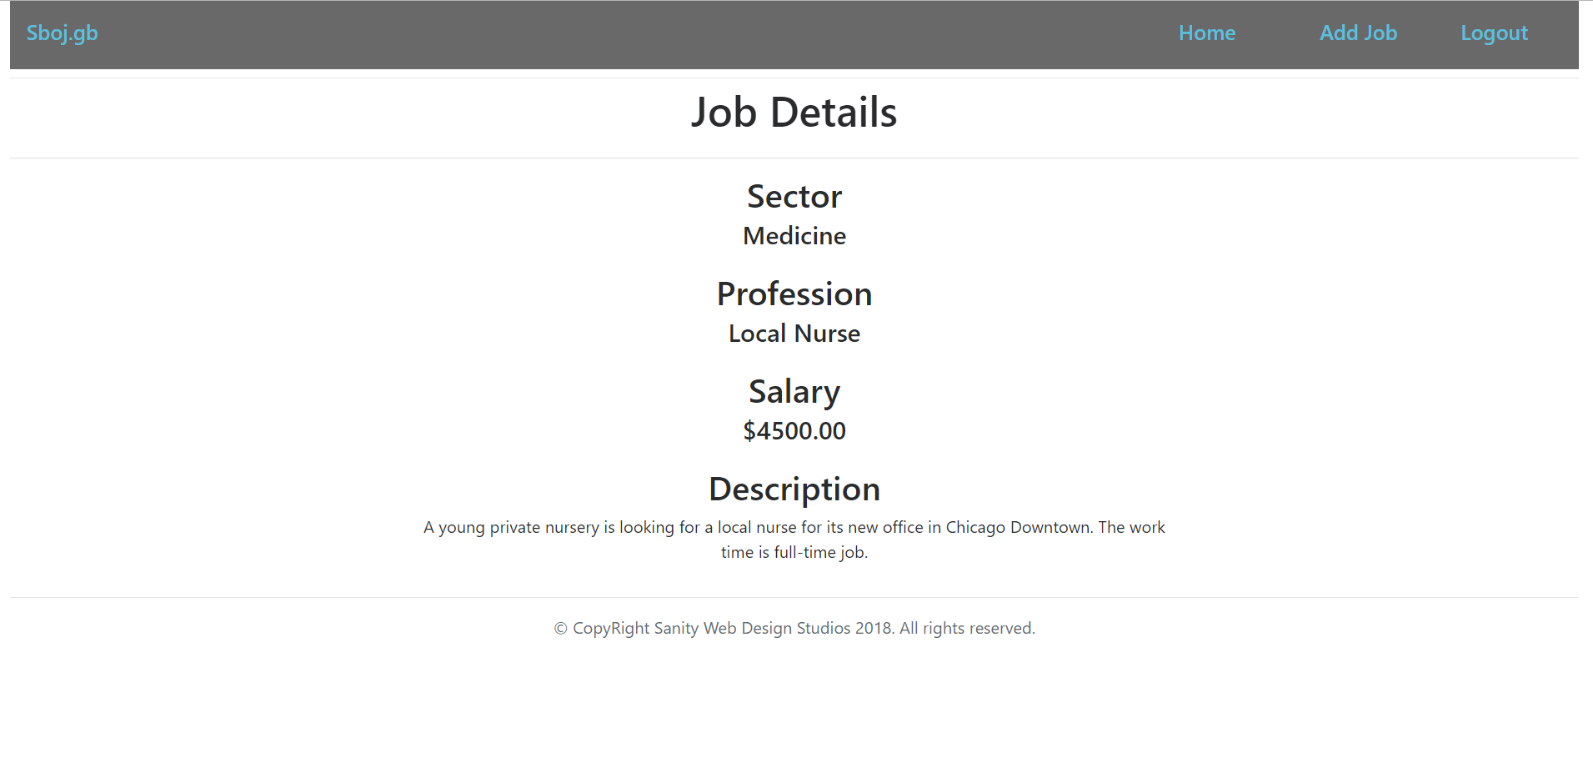 Sboj.gb Home Add Job Logout
Job Details
Sector
Medicine
Profession
Local Nurse
Salary
$4500.00
Description
A young private nursery is looking for a local nurse for its new office in Chicago Downtown. The work
time is full-time job.
© CopyRight Sanity Web Design Studios 2018. All rights reserved.